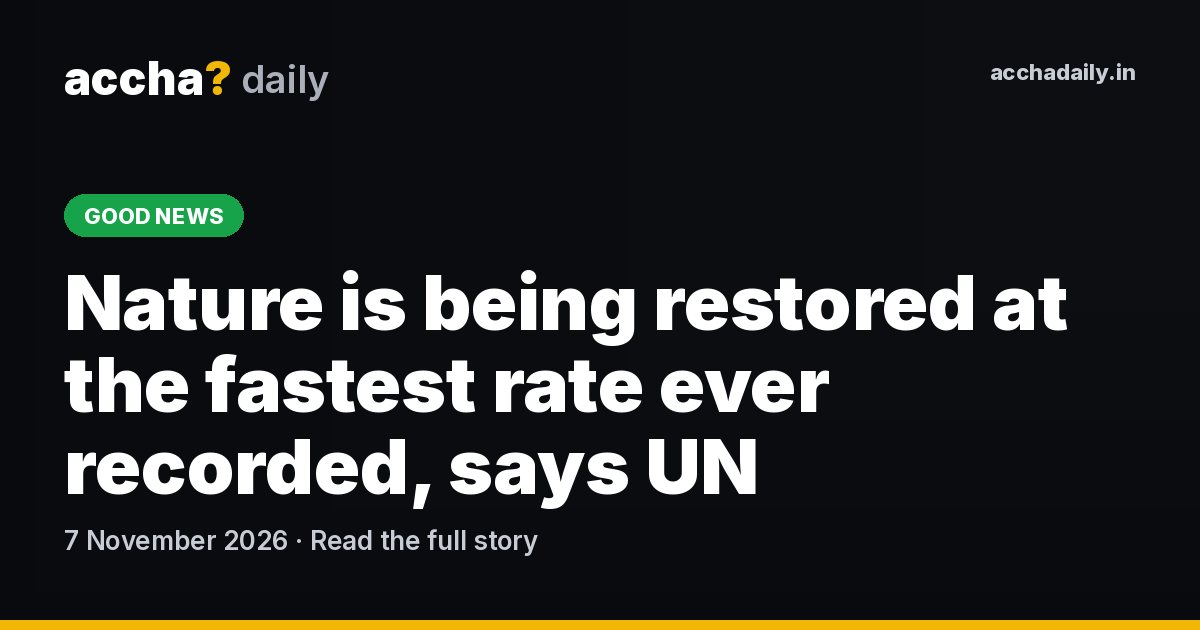 accha? daily
acchadaily.in
GOOD NEWS
Nature is being restored at
the fastest rate ever
recorded, says UN
7 November 2026 · Read the full story